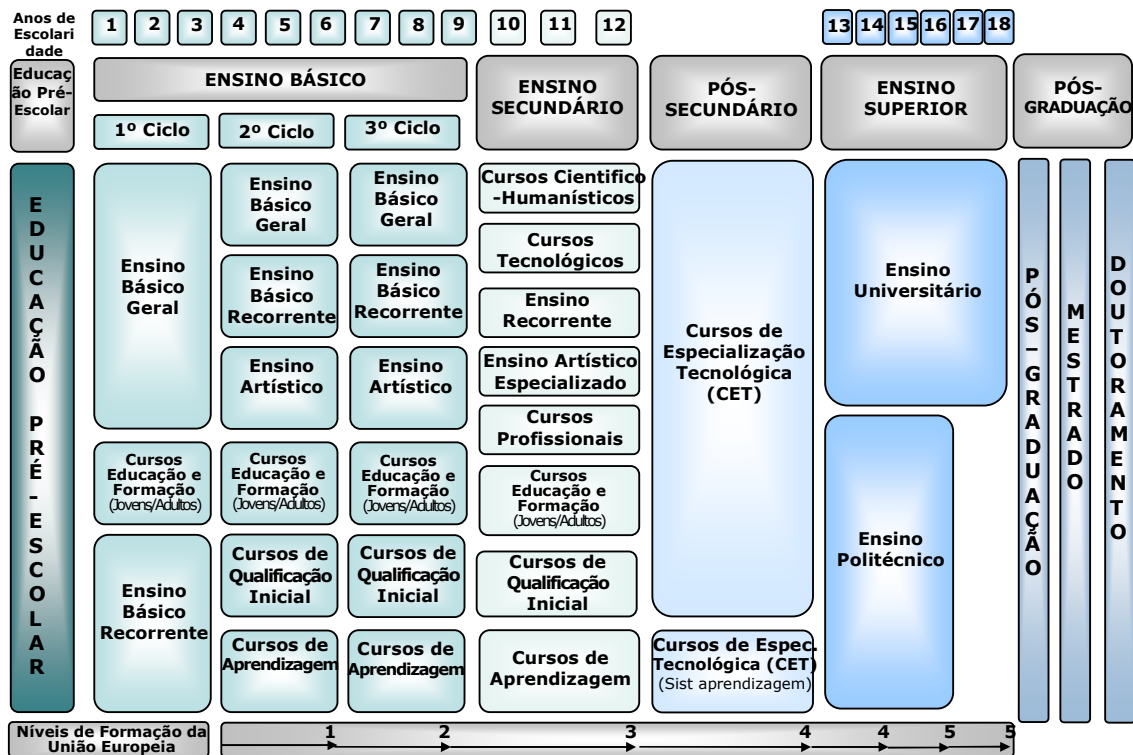 Anos de
Escolari
dade
1 2 3 4 5 6 7 8 9 10 11 12 13 14 15 16 17 18
Educaç
ão Pré-
Escolar
ENSINO BÁSICO
ENSINO
SECUNDÁRIO
PÓS-
SECUNDÁRIO
ENSINO
SUPERIOR
PÓS-
GRADUAÇÃO
1º Ciclo
2º Ciclo
3º Ciclo
EDUCAÇÃO PRÉ-ESCOLAR
Ensino
Básico
Geral
Cursos
Educação e
Formação
(Jovens/Adultos)
Ensino
Básico
Recorrente
Ensino
Básico
Geral
Ensino
Básico
Recorrente
Ensino
Artístico
Cursos
Educação e
Formação
(Jovens/Adultos)
Cursos de
Qualificação
Inicial
Cursos de
Aprendizagem
Ensino
Básico
Geral
Ensino
Básico
Recorrente
Ensino
Artístico
Cursos
Educação e
Formação
(Jovens/Adultos)
Cursos de
Qualificação
Inicial
Cursos de
Aprendizagem
Cursos Cientifico
-Humanísticos
Cursos
Tecnológicos
Ensino
Recorrente
Ensino Artístico
Especializado
Cursos
Profissionais
Cursos
Educação e
Formação
(Jovens/Adultos)
Cursos de
Qualificação
Inicial
Cursos de
Aprendizagem
Cursos de
Especialização
Tecnológica
(CET)
Cursos de Espec.
Tecnológica (CET)
(Sist aprendizagem)
Ensino
Universitário
Ensino
Politécnico
PÓS–GRADUAÇÃO
MESTRADO
DOUTORAMENTO
Níveis de Formação da
União Europeia
1 2 3 4 4 5 5